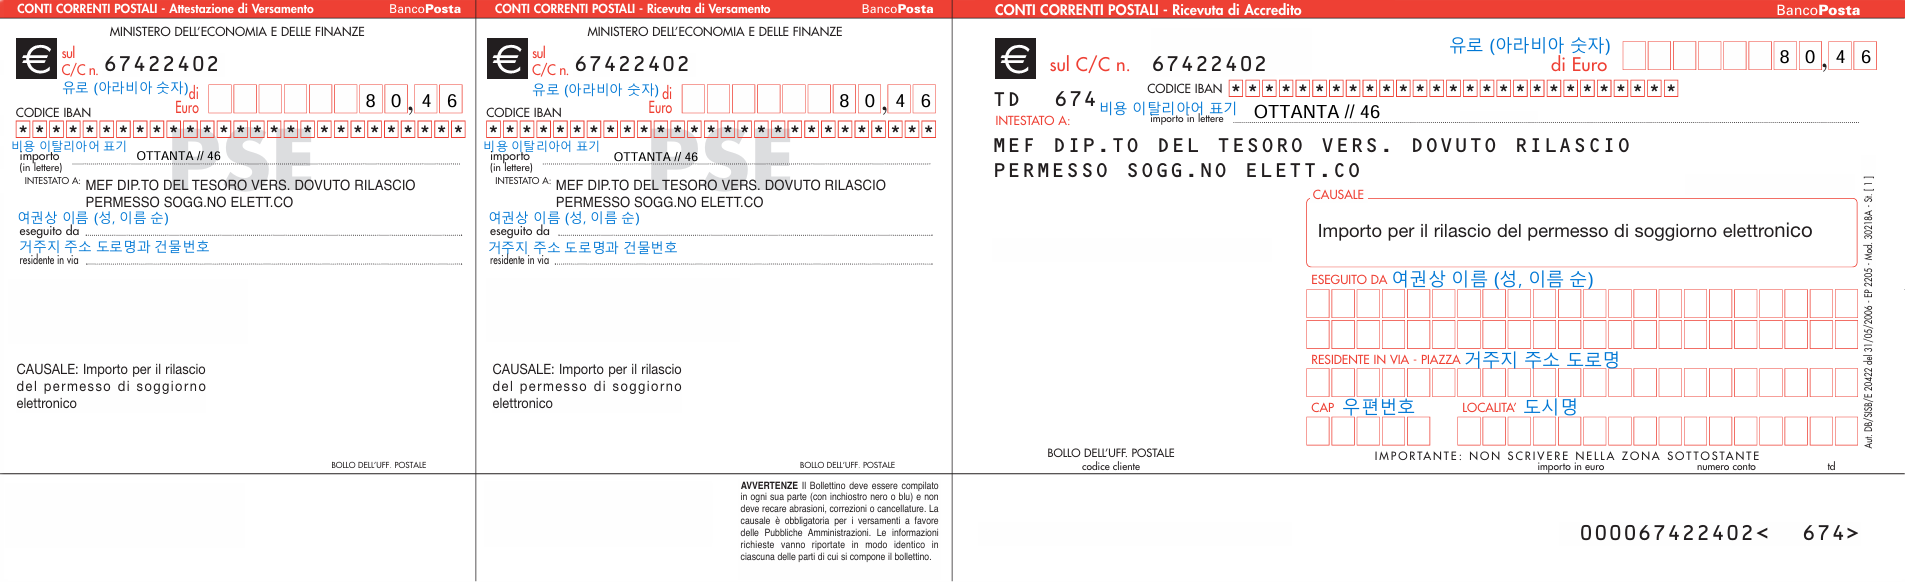 CONTI CORRENTI POSTALI - Attestazione di Versamento BancoPosta
MINISTERO DELL'ECONOMIA E DELLE FINANZE
€ sul C/C n. 67422402
유로 (아라비아 숫자) di Euro 8 0 , 4 6
CODICE IBAN
* * * * * * * * * * * * * * * * * * * * * * * * * * *
PSE
비용 이탈리아어 표기
importo (in lettere) OTTANTA // 46
INTESTATO A: MEF DIP.TO DEL TESORO VERS. DOVUTO RILASCIO
PERMESSO SOGG.NO ELETT.CO
여권상 이름 (성, 이름 순)
eseguito da
거주지 주소 도로명과 건물번호
residente in via
CAUSALE: Importo per il rilascio
del permesso di soggiorno
elettronico
BOLLO DELL'UFF. POSTALE
CONTI CORRENTI POSTALI - Ricevuta di Versamento BancoPosta
MINISTERO DELL'ECONOMIA E DELLE FINANZE
€ sul C/C n. 67422402
유로 (아라비아 숫자) di Euro 8 0 , 4 6
CODICE IBAN
* * * * * * * * * * * * * * * * * * * * * * * * * * *
PSE
비용 이탈리아어 표기
importo (in lettere) OTTANTA // 46
INTESTATO A: MEF DIP.TO DEL TESORO VERS. DOVUTO RILASCIO
PERMESSO SOGG.NO ELETT.CO
여권상 이름 (성, 이름 순)
eseguito da
거주지 주소 도로명과 건물번호
residente in via
CAUSALE: Importo per il rilascio
del permesso di soggiorno
elettronico
BOLLO DELL'UFF. POSTALE
AVVERTENZE Il Bollettino deve essere compilato
in ogni sua parte (con inchiostro nero o blu) e non
deve recare abrasioni, correzioni o cancellature. La
causale è obbligatoria per i versamenti a favore
delle Pubbliche Amministrazioni. Le informazioni
richieste vanno riportate in modo identico in
ciascuna delle parti di cui si compone il bollettino.
CONTI CORRENTI POSTALI - Ricevuta di Accredito BancoPosta
€ sul C/C n. 67422402
유로 (아라비아 숫자)
di Euro 8 0 , 4 6
CODICE IBAN * * * * * * * * * * * * * * * * * * * * * * * * * * *
TD 674
비용 이탈리아어 표기
importo in lettere OTTANTA // 46
INTESTATO A:
MEF DIP.TO DEL TESORO VERS. DOVUTO RILASCIO
PERMESSO SOGG.NO ELETT.CO
CAUSALE
Importo per il rilascio del permesso di soggiorno elettronico
ESEGUITO DA 여권상 이름 (성, 이름 순)
RESIDENTE IN VIA - PIAZZA 거주지 주소 도로명
CAP 우편번호 LOCALITA' 도시명
BOLLO DELL'UFF. POSTALE
codice cliente
IMPORTANTE: NON SCRIVERE NELLA ZONA SOTTOSTANTE
importo in euro numero conto td
Aut. DB/SISB/E 20422 del 31/05/2006 - EP 2205 - Mod. 3021BA - St. [ 1 ]
000067422402< 674>